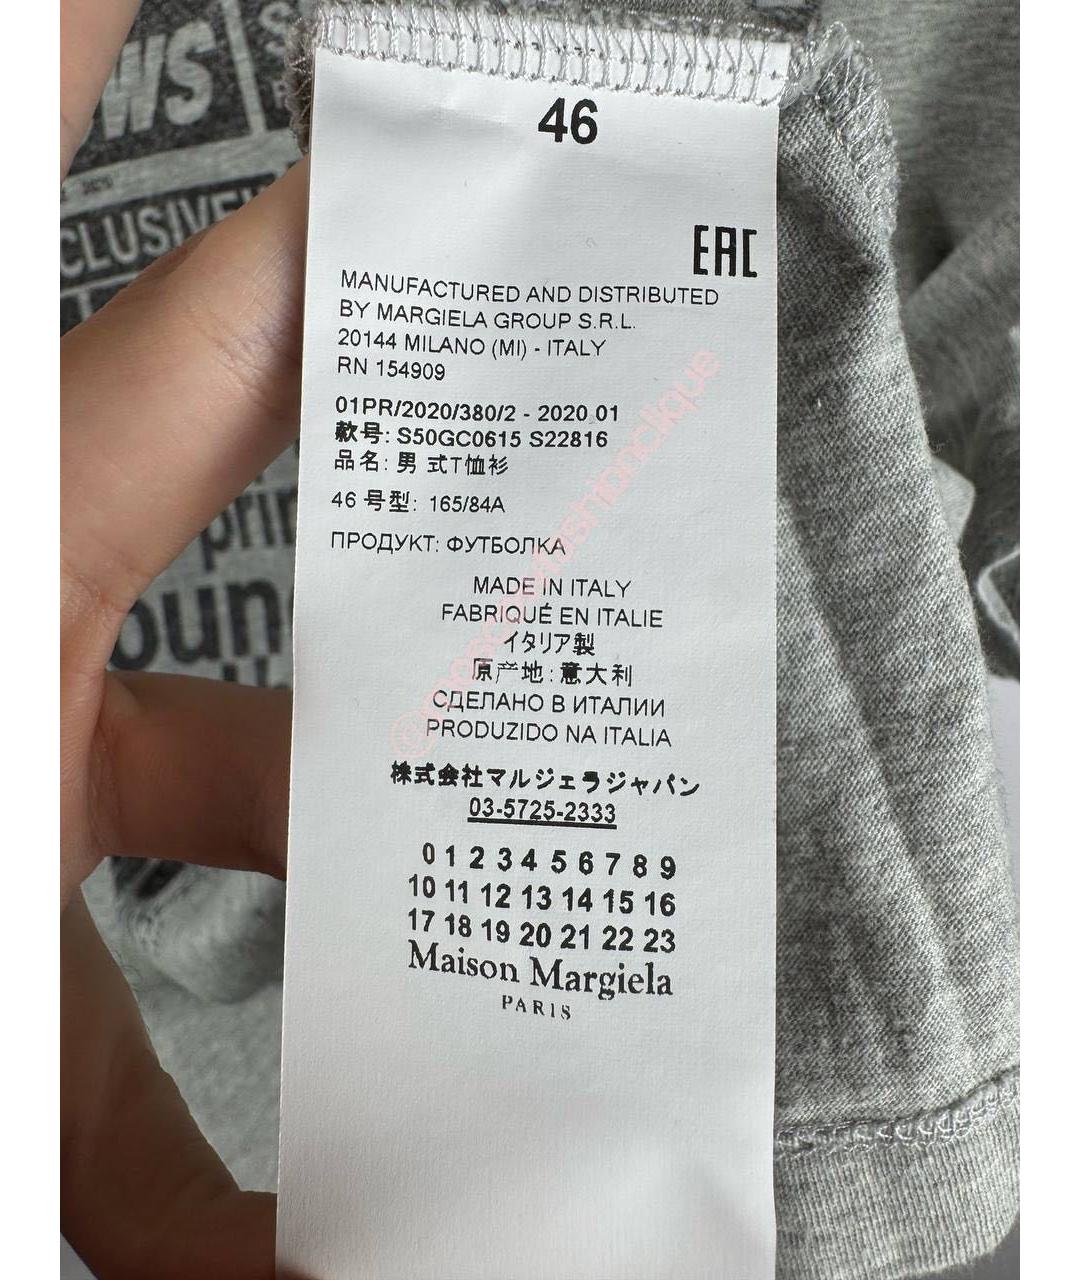 WS
CLUSIVE
prin
oun
46
EAC
MANUFACTURED AND DISTRIBUTED
BY MARGIELA GROUP S.R.L.
20144 MILANO (MI) - ITALY
RN 154909
01PR/2020/380/2 - 2020 01
款号: S50GC0615 S22816
品名: 男 式T恤衫
46 号型: 165/84A
ПРОДУКТ: ФУТБОЛКА
MADE IN ITALY
FABRIQUÉ EN ITALIE
イタリア製
原产地: 意大利
СДЕЛАНО В ИТАЛИИ
PRODUZIDO NA ITALIA
株式会社マルジェラジャパン
03-5725-2333
0 1 2 3 4 5 6 7 8 9
10 11 12 13 14 15 16
17 18 19 20 21 22 23
Maison Margiela
PARIS